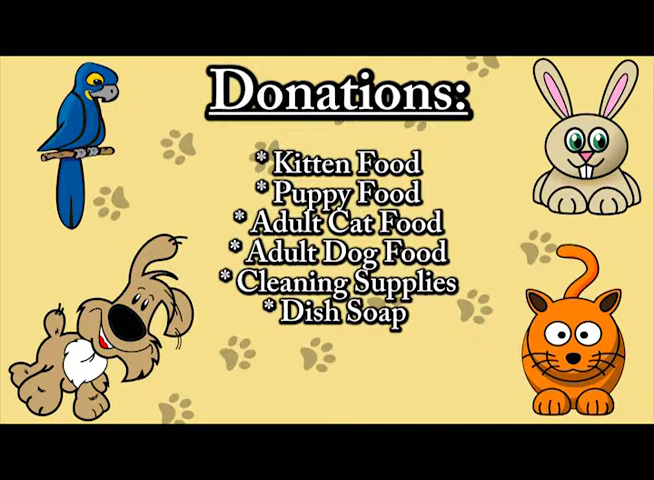 Donations:
* Kitten Food
* Puppy Food
* Adult Cat Food
* Adult Dog Food
* Cleaning Supplies
* Dish Soap